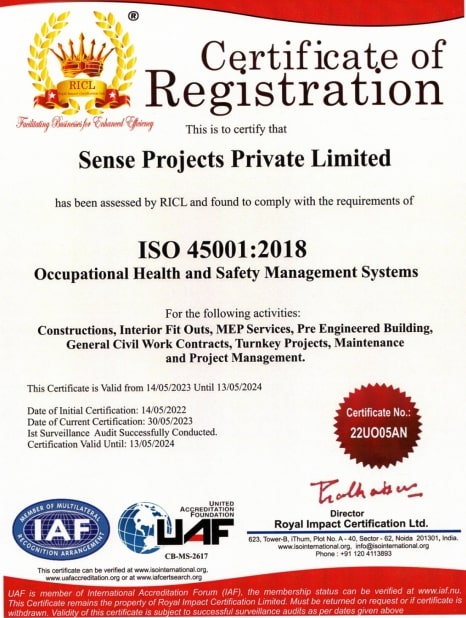 ®
RICL
Facilitating Businesses for Enhanced Efficiency
Certificate of
Registration
This is to certify that
Sense Projects Private Limited
has been assessed by RICL and found to comply with the requirements of
ISO 45001:2018
Occupational Health and Safety Management Systems
For the following activities:
Constructions, Interior Fit Outs, MEP Services, Pre Engineered Building,
General Civil Work Contracts, Turnkey Projects, Maintenance
and Project Management.
This Certificate is Valid from 14/05/2023 Until 13/05/2024
Date of Initial Certification: 14/05/2022
Date of Current Certification: 30/05/2023
Ist Surveillance Audit Successfully Conducted.
Certification Valid Until: 13/05/2024
Certificate No.:
22UO05AN
MEMBER OF MULTILATERAL
IAF
RECOGNITION ARRANGEMENT
UNITED
ACCREDITATION
FOUNDATION
UAF
CB-MS-2617
Director
Royal Impact Certification Ltd.
623, Tower-B, iThum, Plot No. A - 40, Sector - 62, Noida 201301, India.
www.isointernational.org, info@isointernational.org
Phone : +91 120 4113893
This certificate can be verified at www.isointernational.org,
www.uafaccreditation.org or at www.iafcertsearch.org
UAF is member of International Accreditation Forum (IAF), the membership status can be verified at www.iaf.nu.
This Certificate remains the property of Royal Impact Certification Limited. Must be returned on request or if certificate is
withdrawn. Validity of this certificate is subject to successful surveillance audits as per dates given above